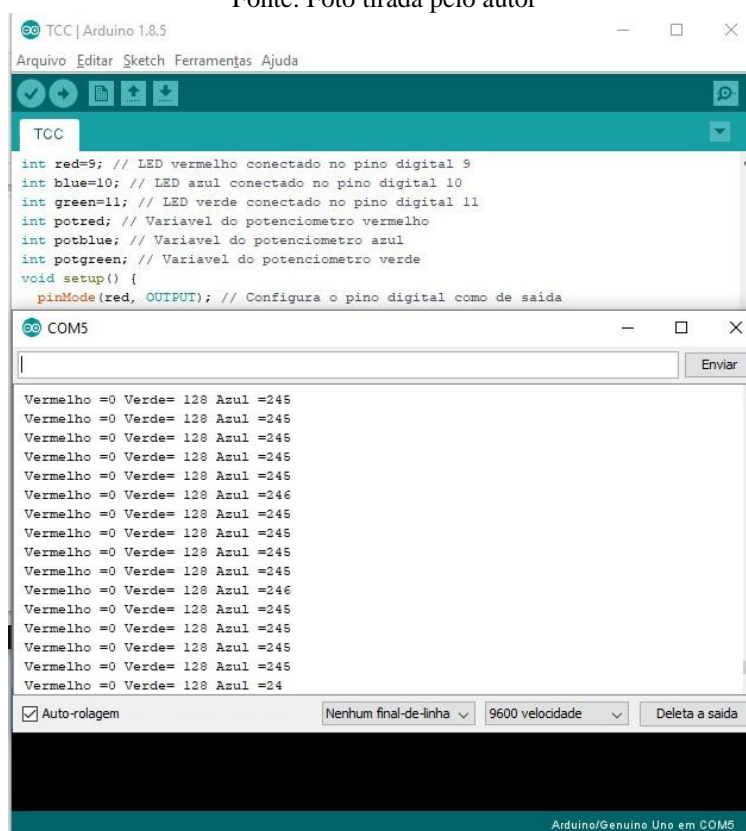 Fonte: Foto tirada pelo autor
TCC | Arduino 1.8.5
Arquivo Editar Sketch Ferramentas Ajuda
TCC
int red=9; // LED vermelho conectado no pino digital 9
int blue=10; // LED azul conectado no pino digital 10
int green=11; // LED verde conectado no pino digital 11
int potred; // Variavel do potenciometro vermelho
int potblue; // Variavel do potenciometro azul
int potgreen; // Variavel do potenciometro verde
void setup() {
pinMode(red, OUTPUT); // Configura o pino digital como de saída
COM5
Enviar
Vermelho =0 Verde= 128 Azul =245
Vermelho =0 Verde= 128 Azul =245
Vermelho =0 Verde= 128 Azul =245
Vermelho =0 Verde= 128 Azul =245
Vermelho =0 Verde= 128 Azul =245
Vermelho =0 Verde= 128 Azul =246
Vermelho =0 Verde= 128 Azul =245
Vermelho =0 Verde= 128 Azul =245
Vermelho =0 Verde= 128 Azul =245
Vermelho =0 Verde= 128 Azul =245
Vermelho =0 Verde= 128 Azul =246
Vermelho =0 Verde= 128 Azul =245
Vermelho =0 Verde= 128 Azul =245
Vermelho =0 Verde= 128 Azul =245
Vermelho =0 Verde= 128 Azul =245
Vermelho =0 Verde= 128 Azul =24
Auto-rolagem Nenhum final-de-linha 9600 velocidade Deleta a saida
Arduino/Genuino Uno em COM5